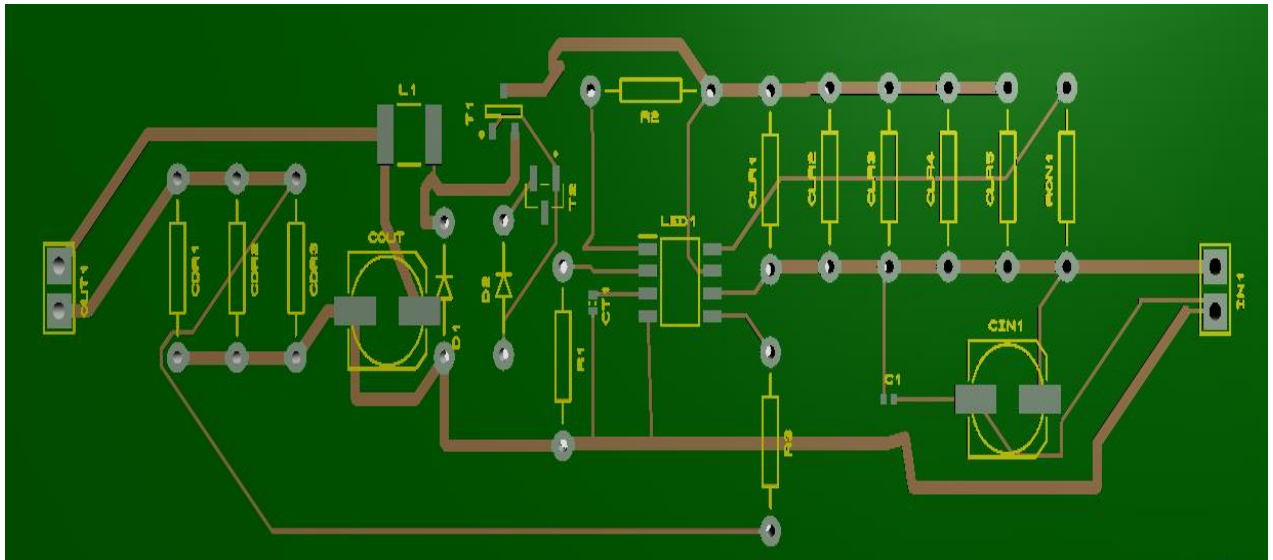 L1
T1
R2
CLR1
CLR2
CLR3
CLR4
CLR5
RON1
T2
LED1
COUT
OUT1
CDR1
CDR2
CDR3
D2
CT1
IN1
D1
R1
CIN1
C1
R3